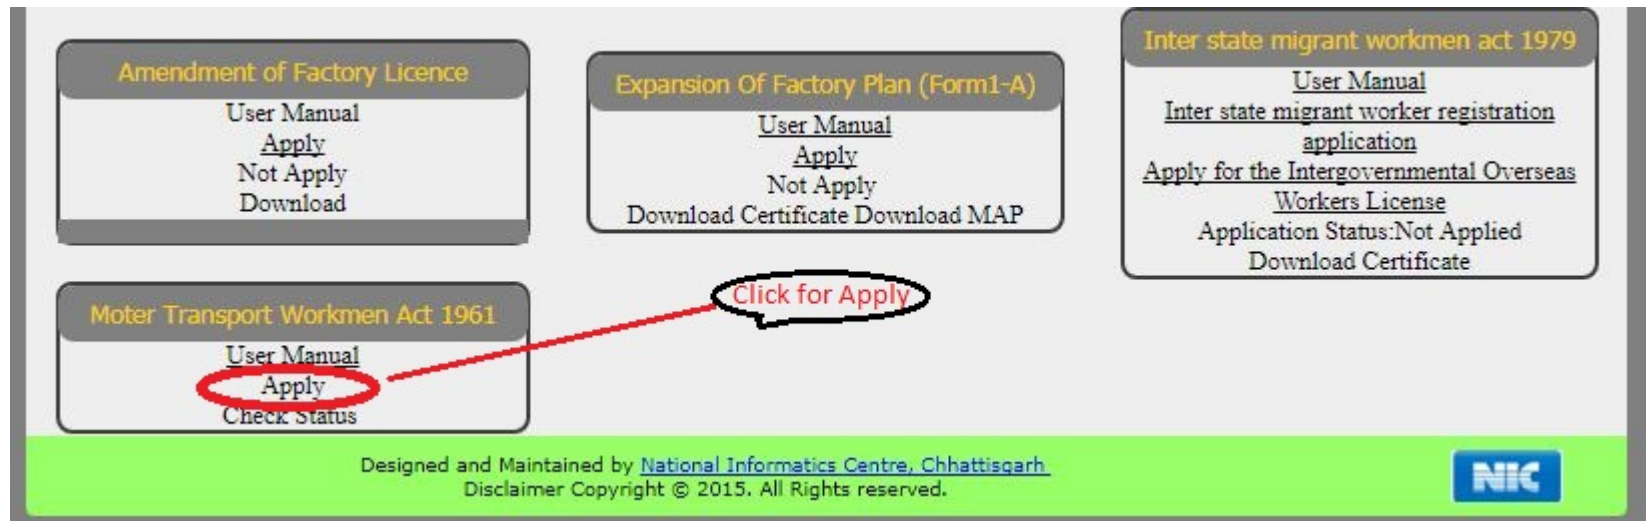 Amendment of Factory Licence
User Manual
Apply
Not Apply
Download
Expansion Of Factory Plan (Form1-A)
User Manual
Apply
Not Apply
Download Certificate Download MAP
Inter state migrant workmen act 1979
User Manual
Inter state migrant worker registration
application
Apply for the Intergovernmental Overseas
Workers License
Application Status:Not Applied
Download Certificate
Moter Transport Workmen Act 1961
User Manual
Apply
Check Status
Click for Apply
Designed and Maintained by National Informatics Centre, Chhattisgarh
Disclaimer Copyright © 2015. All Rights reserved.
NIC